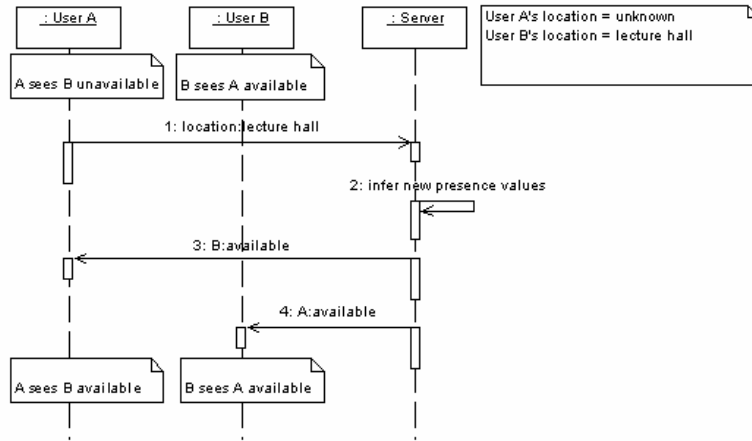 : User A
: User B
: Server
User A's location = unknown
User B's location = lecture hall
A sees B unavailable
B sees A available
1: location:lecture hall
2: infer new presence values
3: B:available
4: A:available
A sees B available
B sees A available